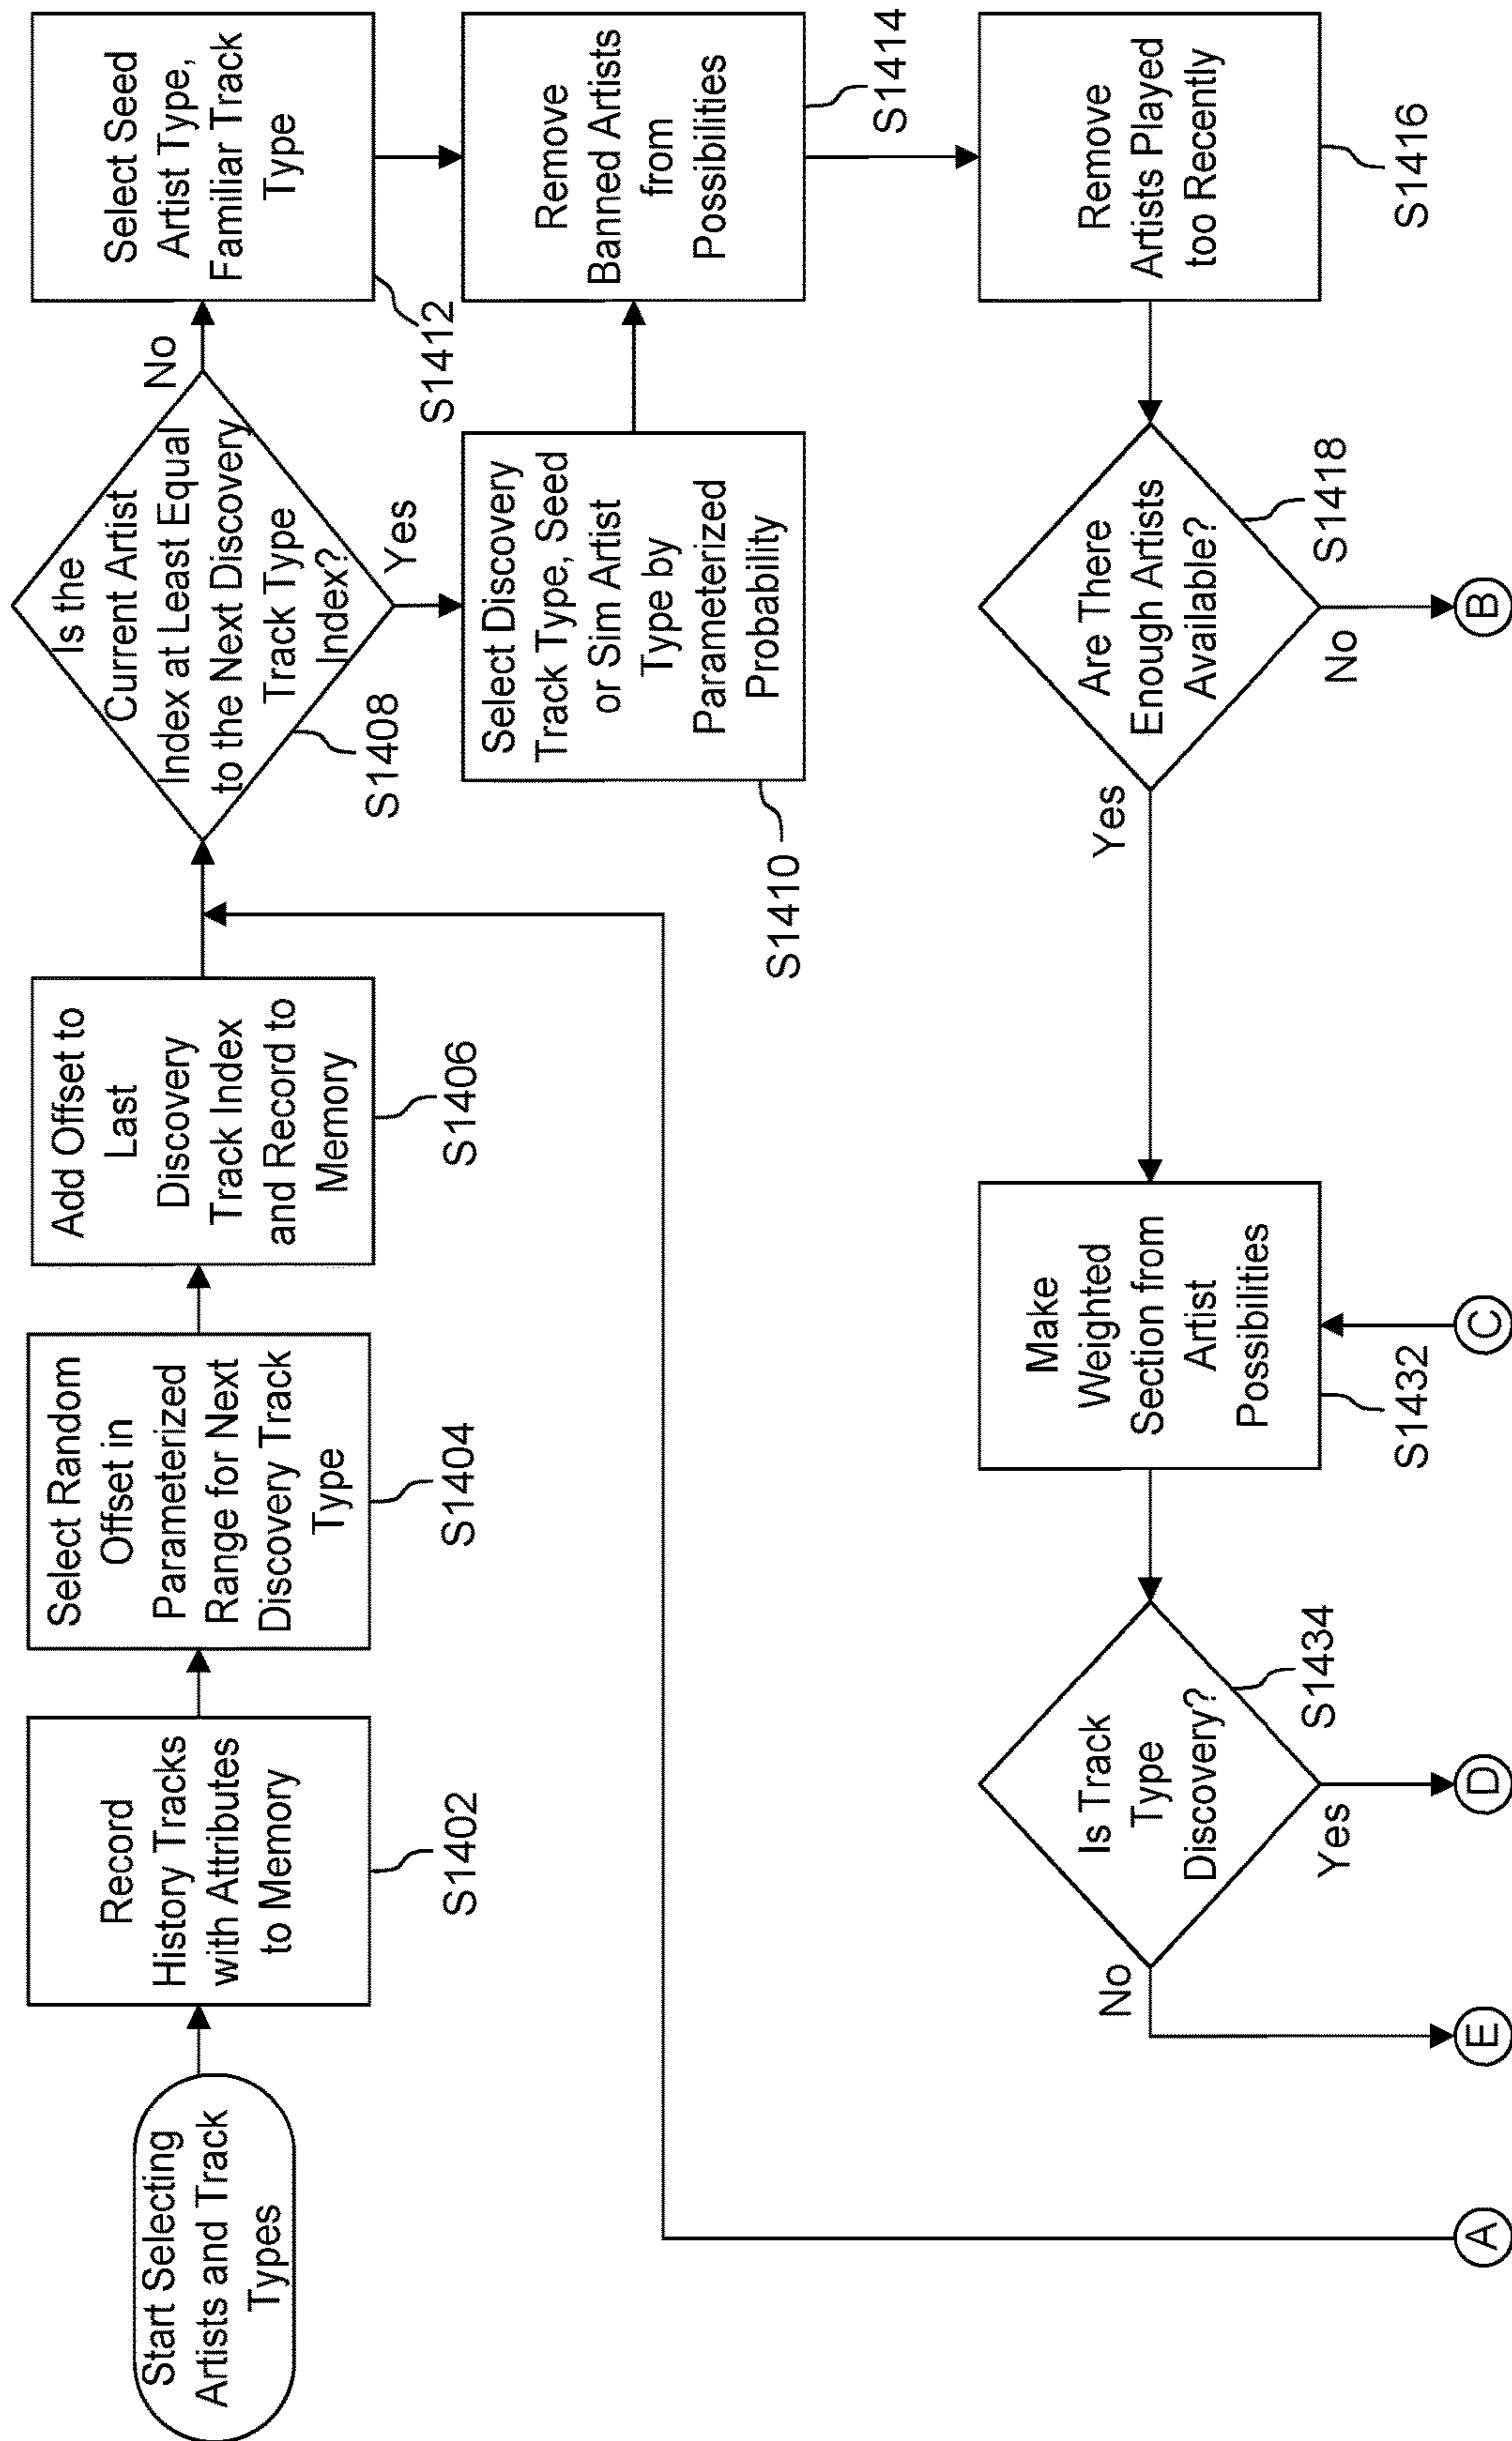 Start Selecting
Artists and Track
Types
Record
History Tracks
with Attributes
to Memory
S1402
Select Random
Offset in
Parameterized
Range for Next
Discovery Track
Type
S1404
Add Offset to
Last
Discovery
Track Index
and Record to
Memory
S1406
Is the
Current Artist
Index at Least Equal
to the Next Discovery
Track Type
Index?
S1408
No
Yes
Select Seed
Artist Type,
Familiar Track
Type
S1412
Select Discovery
Track Type, Seed
or Sim Artist
Type by
Parameterized
Probability
S1410
Remove
Banned Artists
from
Possibilities
S1414
Remove
Artists Played
too Recently
S1416
Are There
Enough Artists
Available?
S1418
Yes
No
B
Make
Weighted
Section from
Artist
Possibilities
S1432
C
Is Track
Type
Discovery?
S1434
Yes
D
No
E
A